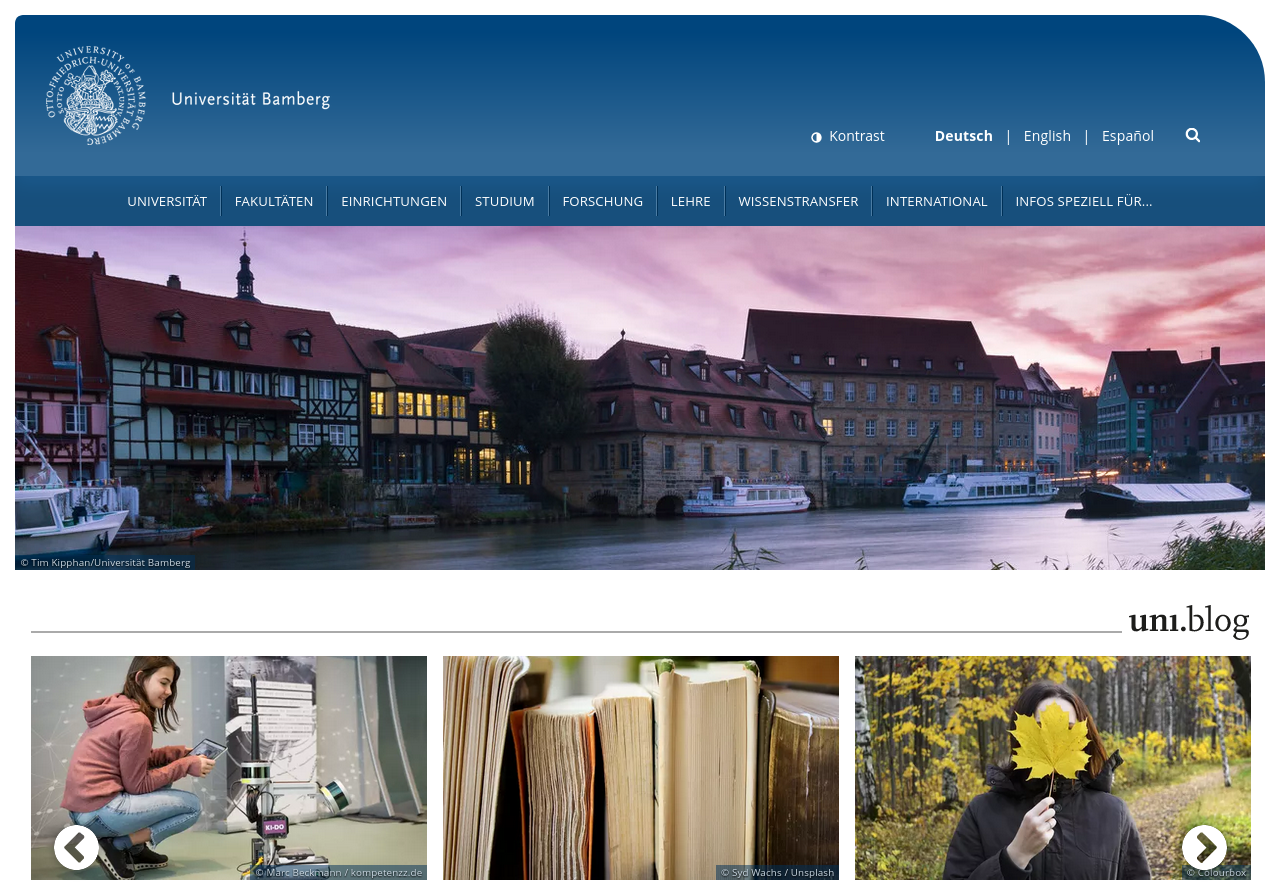 OTTO-FRIEDRICH-UNIVERSITÄT BAMBERG
UNIVERSITY OF BAMBERG
Universität Bamberg
Kontrast
Deutsch | English | Español
UNIVERSITÄT FAKULTÄTEN EINRICHTUNGEN STUDIUM FORSCHUNG LEHRE WISSENSTRANSFER INTERNATIONAL INFOS SPEZIELL FÜR...
© Tim Kipphan/Universität Bamberg
uni.blog
KI-DO
© Marc Beckmann / kompetenzz.de
© Syd Wachs / Unsplash
© Colourbox